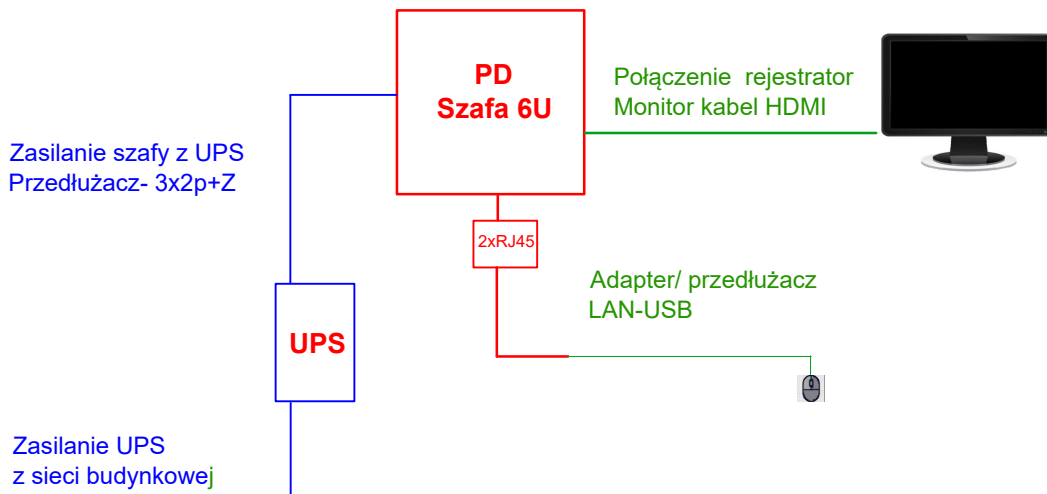 PD
Szafa 6U
Połączenie rejestrator
Monitor kabel HDMI
Zasilanie szafy z UPS
Przedłużacz- 3x2p+Z
2xRJ45
Adapter/ przedłużacz
LAN-USB
UPS
Zasilanie UPS
z sieci budynkowej